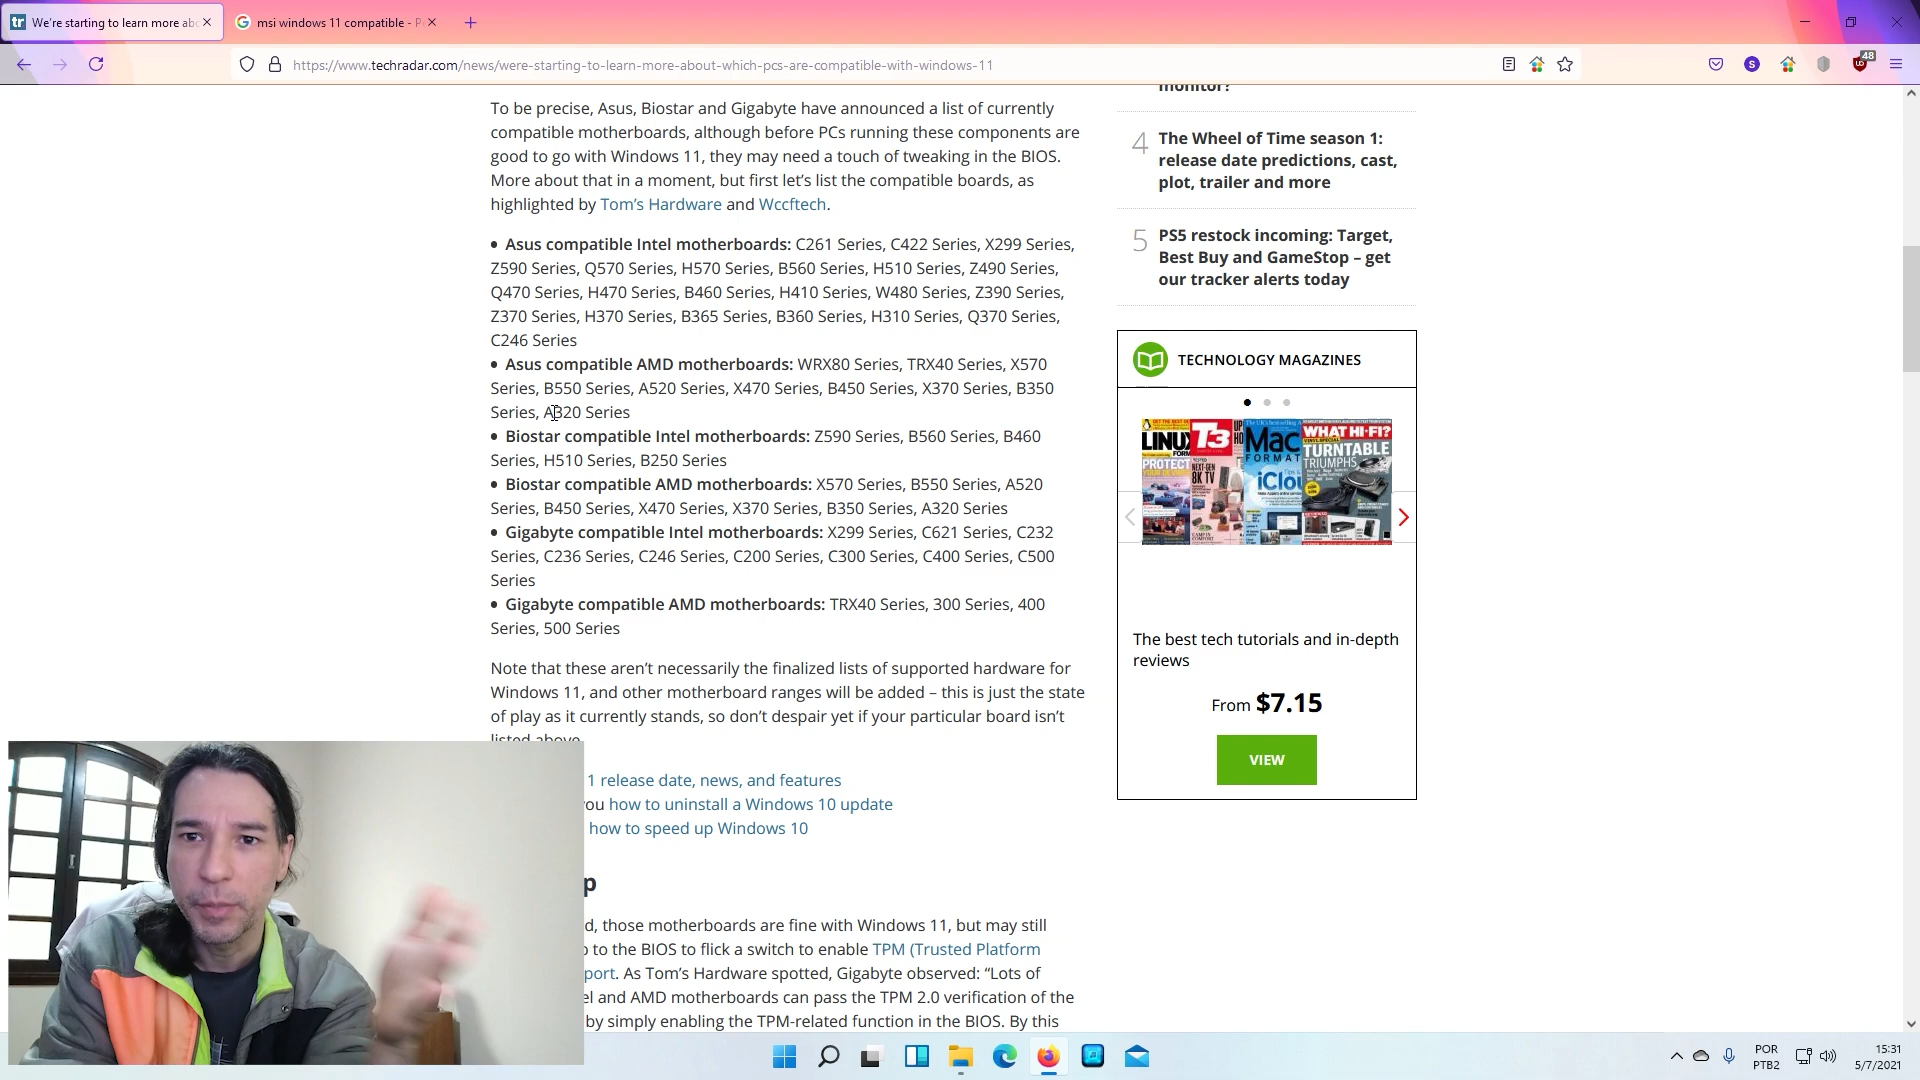 We're starting to learn more abo
msi windows 11 compatible - P
https://www.techradar.com/news/were-starting-to-learn-more-about-which-pcs-are-compatible-with-windows-11
48
To be precise, Asus, Biostar and Gigabyte have announced a list of currently
compatible motherboards, although before PCs running these components are
good to go with Windows 11, they may need a touch of tweaking in the BIOS.
More about that in a moment, but first let's list the compatible boards, as
highlighted by Tom's Hardware and Wccftech.
• Asus compatible Intel motherboards: C261 Series, C422 Series, X299 Series,
Z590 Series, Q570 Series, H570 Series, B560 Series, H510 Series, Z490 Series,
Q470 Series, H470 Series, B460 Series, H410 Series, W480 Series, Z390 Series,
Z370 Series, H370 Series, B365 Series, B360 Series, H310 Series, Q370 Series,
C246 Series
• Asus compatible AMD motherboards: WRX80 Series, TRX40 Series, X570
Series, B550 Series, A520 Series, X470 Series, B450 Series, X370 Series, B350
Series, A320 Series
• Biostar compatible Intel motherboards: Z590 Series, B560 Series, B460
Series, H510 Series, B250 Series
• Biostar compatible AMD motherboards: X570 Series, B550 Series, A520
Series, B450 Series, X470 Series, X370 Series, B350 Series, A320 Series
• Gigabyte compatible Intel motherboards: X299 Series, C621 Series, C232
Series, C236 Series, C246 Series, C200 Series, C300 Series, C400 Series, C500
Series
• Gigabyte compatible AMD motherboards: TRX40 Series, 300 Series, 400
Series, 500 Series
Note that these aren't necessarily the finalized lists of supported hardware for
Windows 11, and other motherboard ranges will be added – this is just the state
of play as it currently stands, so don't despair yet if your particular board isn't
listed above.
1 release date, news, and features
you how to uninstall a Windows 10 update
how to speed up Windows 10
p
d, those motherboards are fine with Windows 11, but may still
o to the BIOS to flick a switch to enable TPM (Trusted Platform
port. As Tom's Hardware spotted, Gigabyte observed: “Lots of
el and AMD motherboards can pass the TPM 2.0 verification of the
by simply enabling the TPM-related function in the BIOS. By this
monitor?
4 The Wheel of Time season 1:
release date predictions, cast,
plot, trailer and more
5 PS5 restock incoming: Target,
Best Buy and GameStop – get
our tracker alerts today
TECHNOLOGY MAGAZINES
LINUX
T3
Mac
FORMAT
WHAT HI-FI?
TURNTABLE
TRIUMPHS
The best tech tutorials and in-depth
reviews
From $7.15
VIEW
POR
PTB2
15:31
5/7/2021